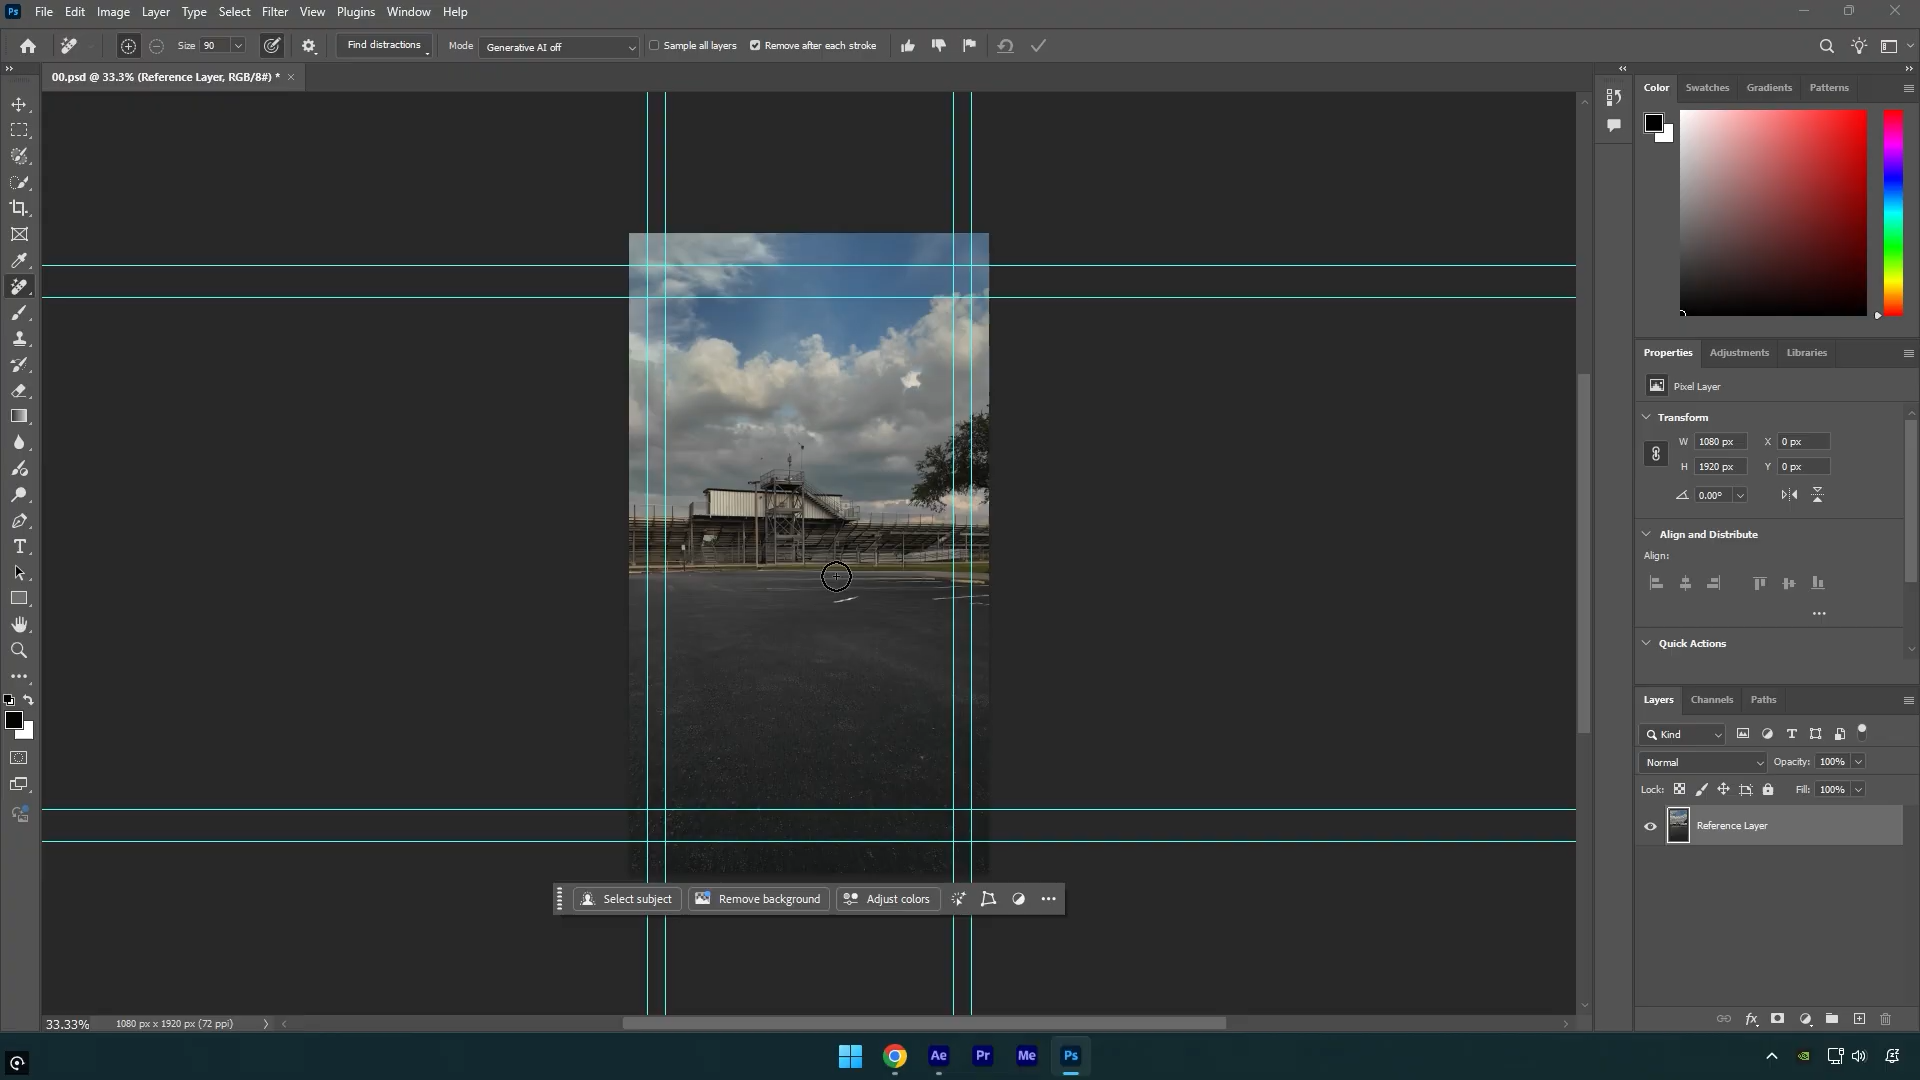 Ps File Edit Image Layer Type Select Filter View Plugins Window Help
Size 90 Find distractions Mode Generative AI off Sample all layers Remove after each stroke
00.psd @ 33.3% (Reference Layer, RGB/8#) * ×
Color Swatches Gradients Patterns
Properties Adjustments Libraries
Pixel Layer
Transform
W 1080 px X 0 px
H 1920 px Y 0 px
0.00°
Align and Distribute
Align:
Quick Actions
Layers Channels Paths
Kind
Normal Opacity: 100%
Lock: Fill: 100%
Reference Layer
Select subject Remove background Adjust colors
33.33% 1080 px x 1920 px (72 ppi)
Ae Pr Me Ps